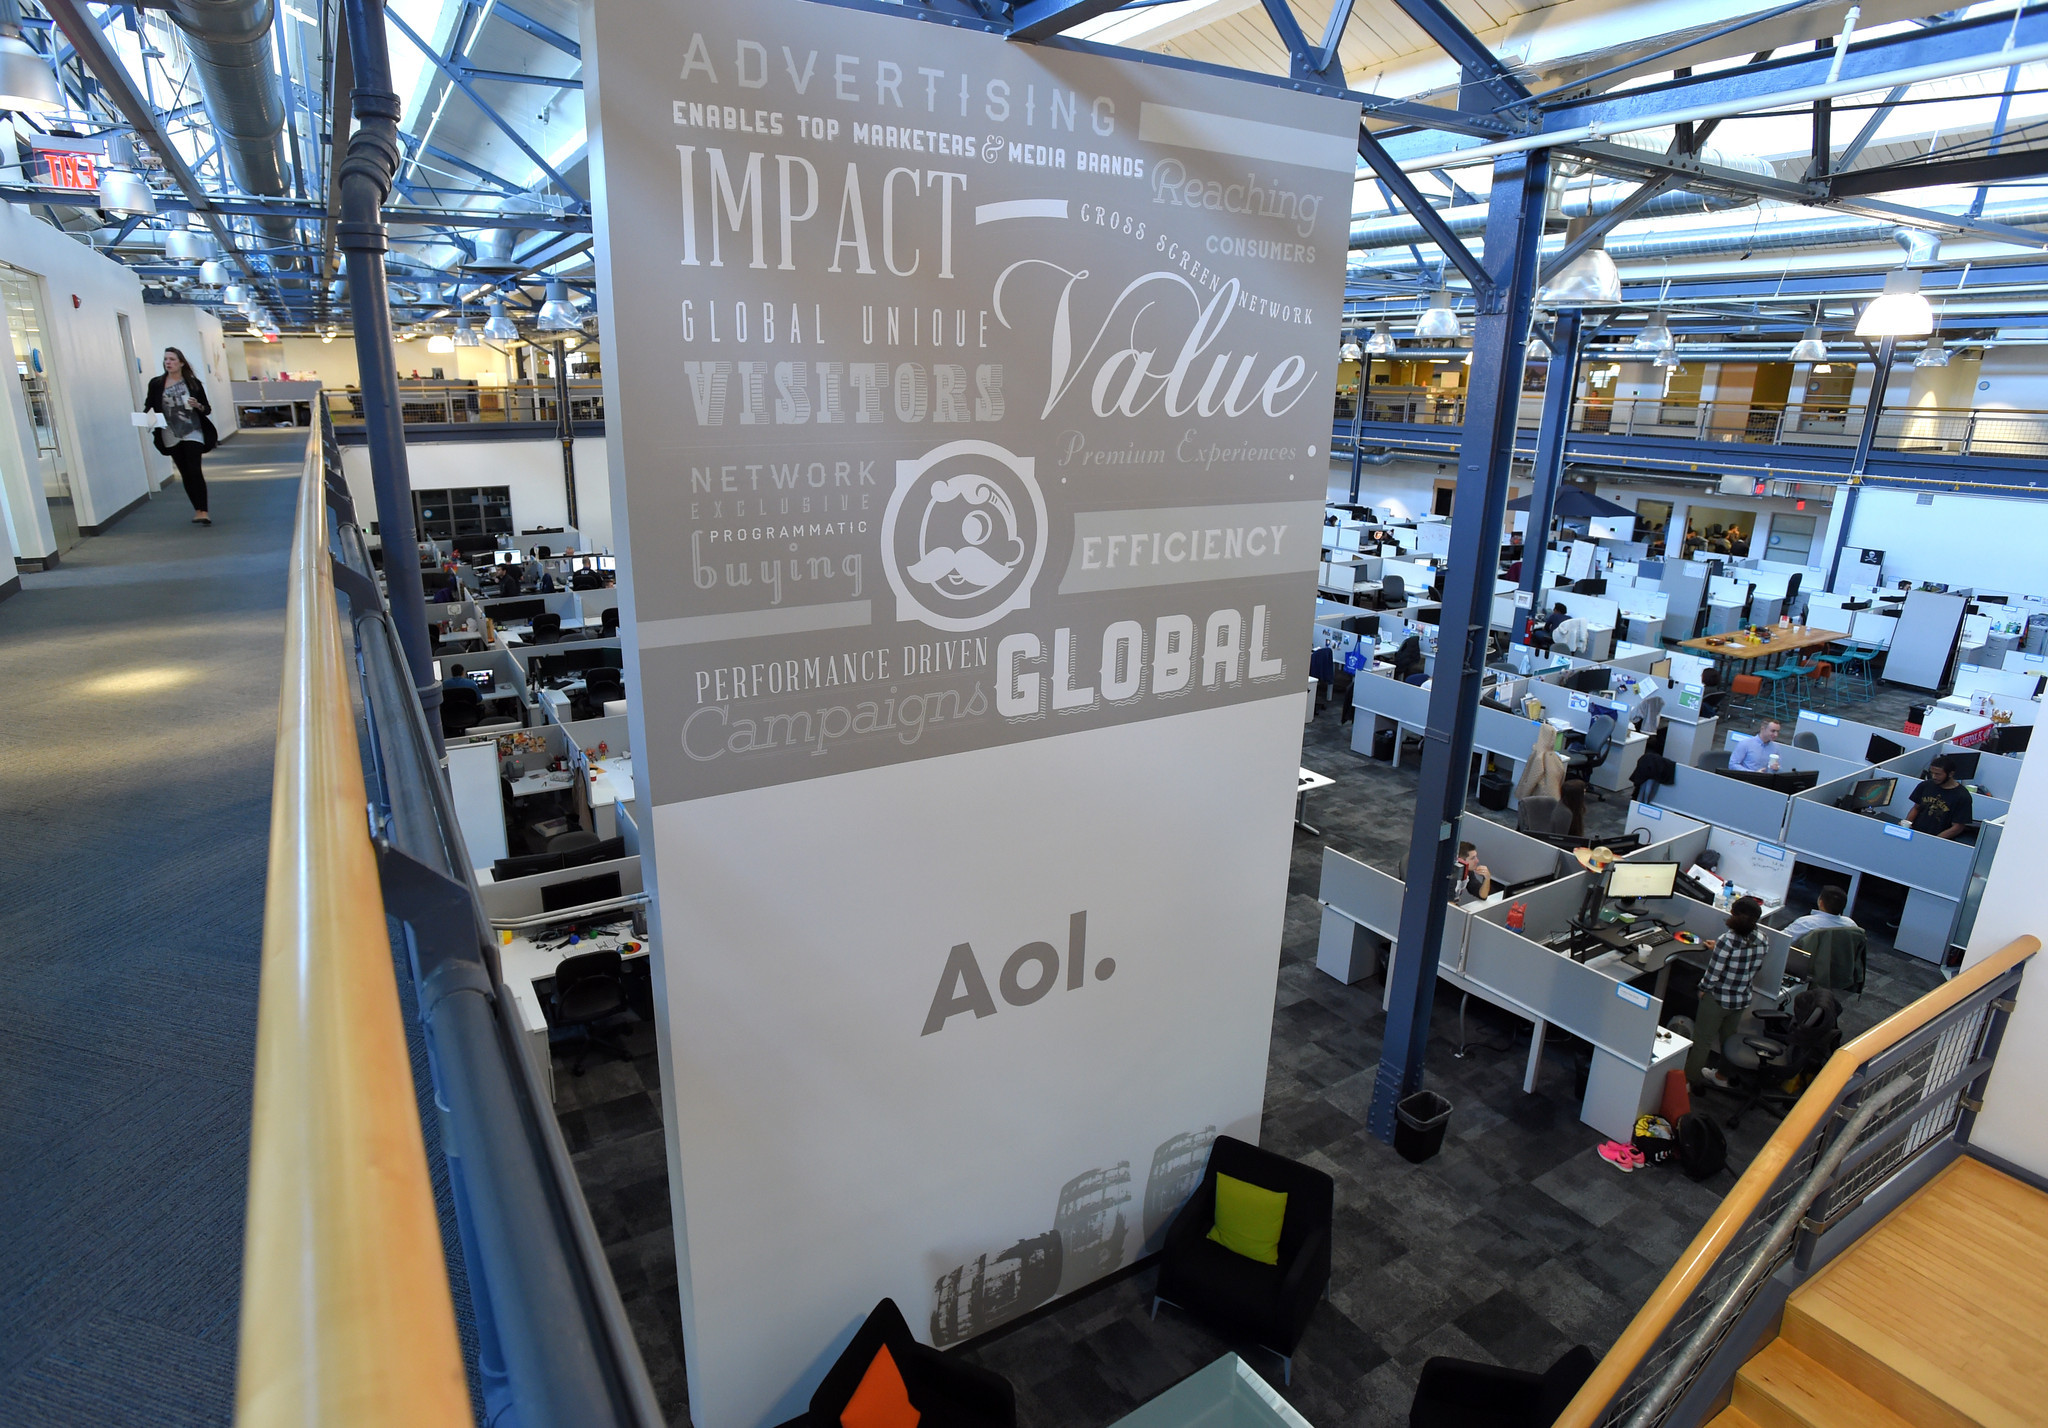 ADVERTISING
ENABLES TOP MARKETERS & MEDIA BRANDS
IMPACT
Reaching
CONSUMERS
CROSS SCREEN NETWORK
GLOBAL UNIQUE
VISITORS
Value
Premium Experiences
NETWORK
EXCLUSIVE
PROGRAMMATIC
buying
EFFICIENCY
PERFORMANCE DRIVEN
Campaigns
GLOBAL
Aol.
EXIT